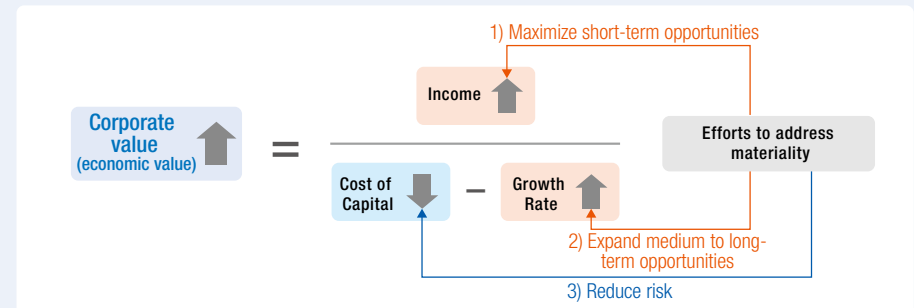 1) Maximize short-term opportunities
Income
Corporate
value
(economic value)
=
Efforts to address
materiality
Cost of
Capital
–
Growth
Rate
2) Expand medium to long-
term opportunities
3) Reduce risk